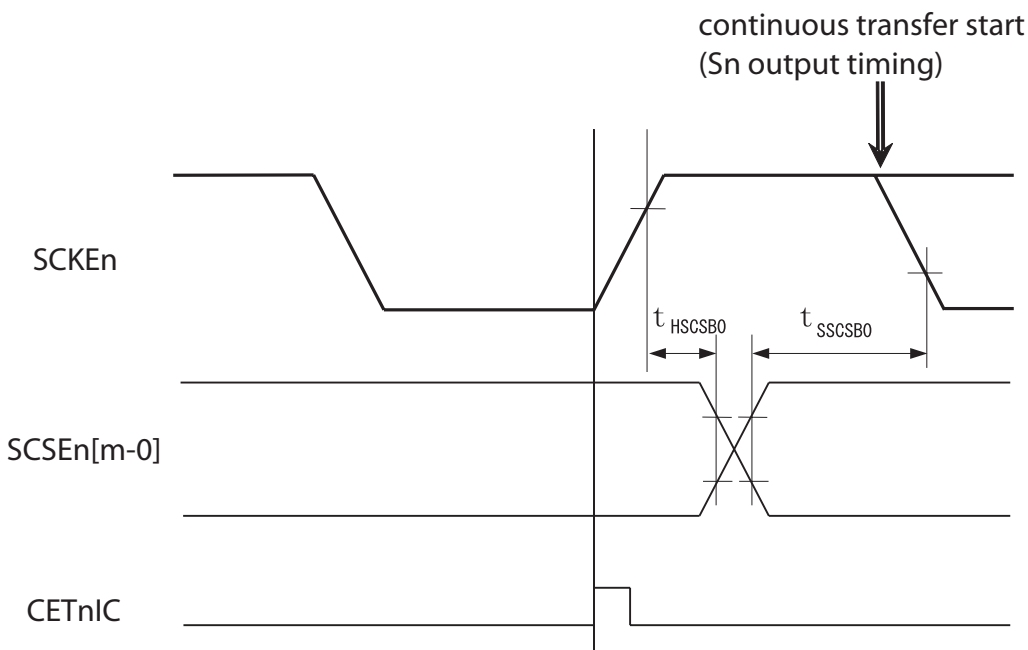 continuous transfer start
(Sn output timing)
SCKEn
t HSCSB0
t SSCSB0
SCSEn[m-0]
CETnIC